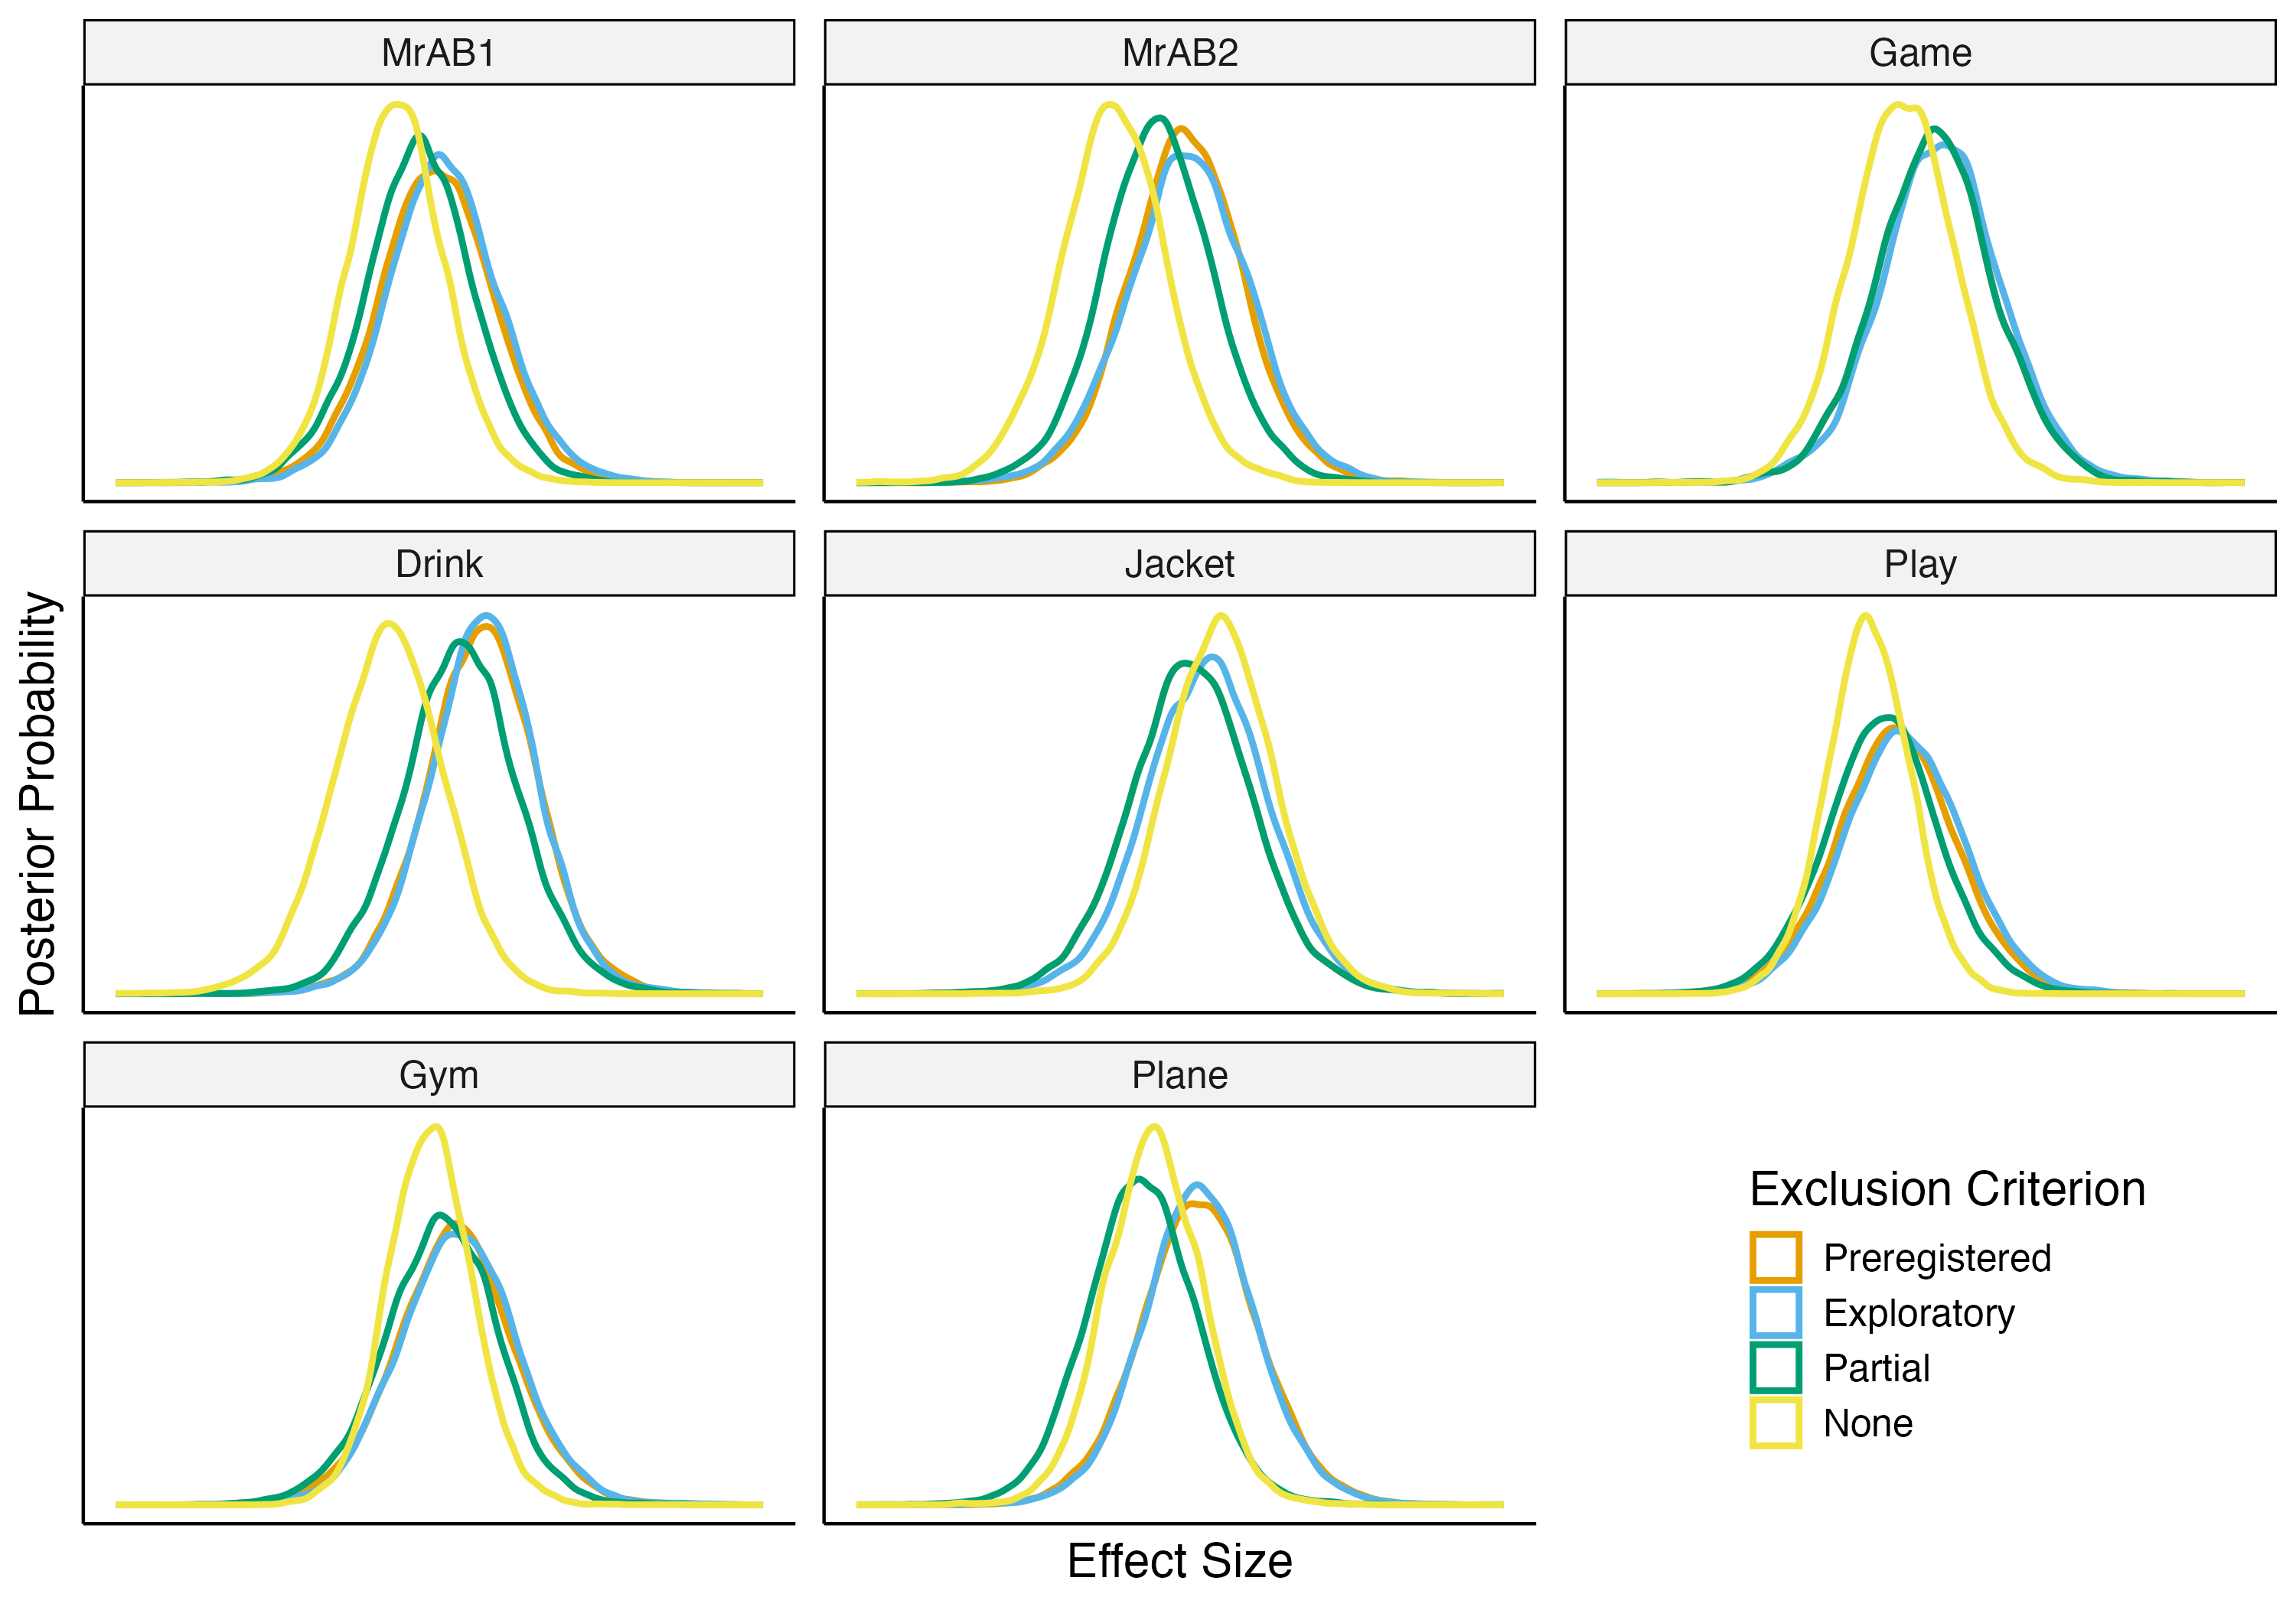 MrAB1
MrAB2
Game
Drink
Jacket
Play
Gym
Plane
Posterior Probability
Effect Size
Exclusion Criterion
Preregistered
Exploratory
Partial
None